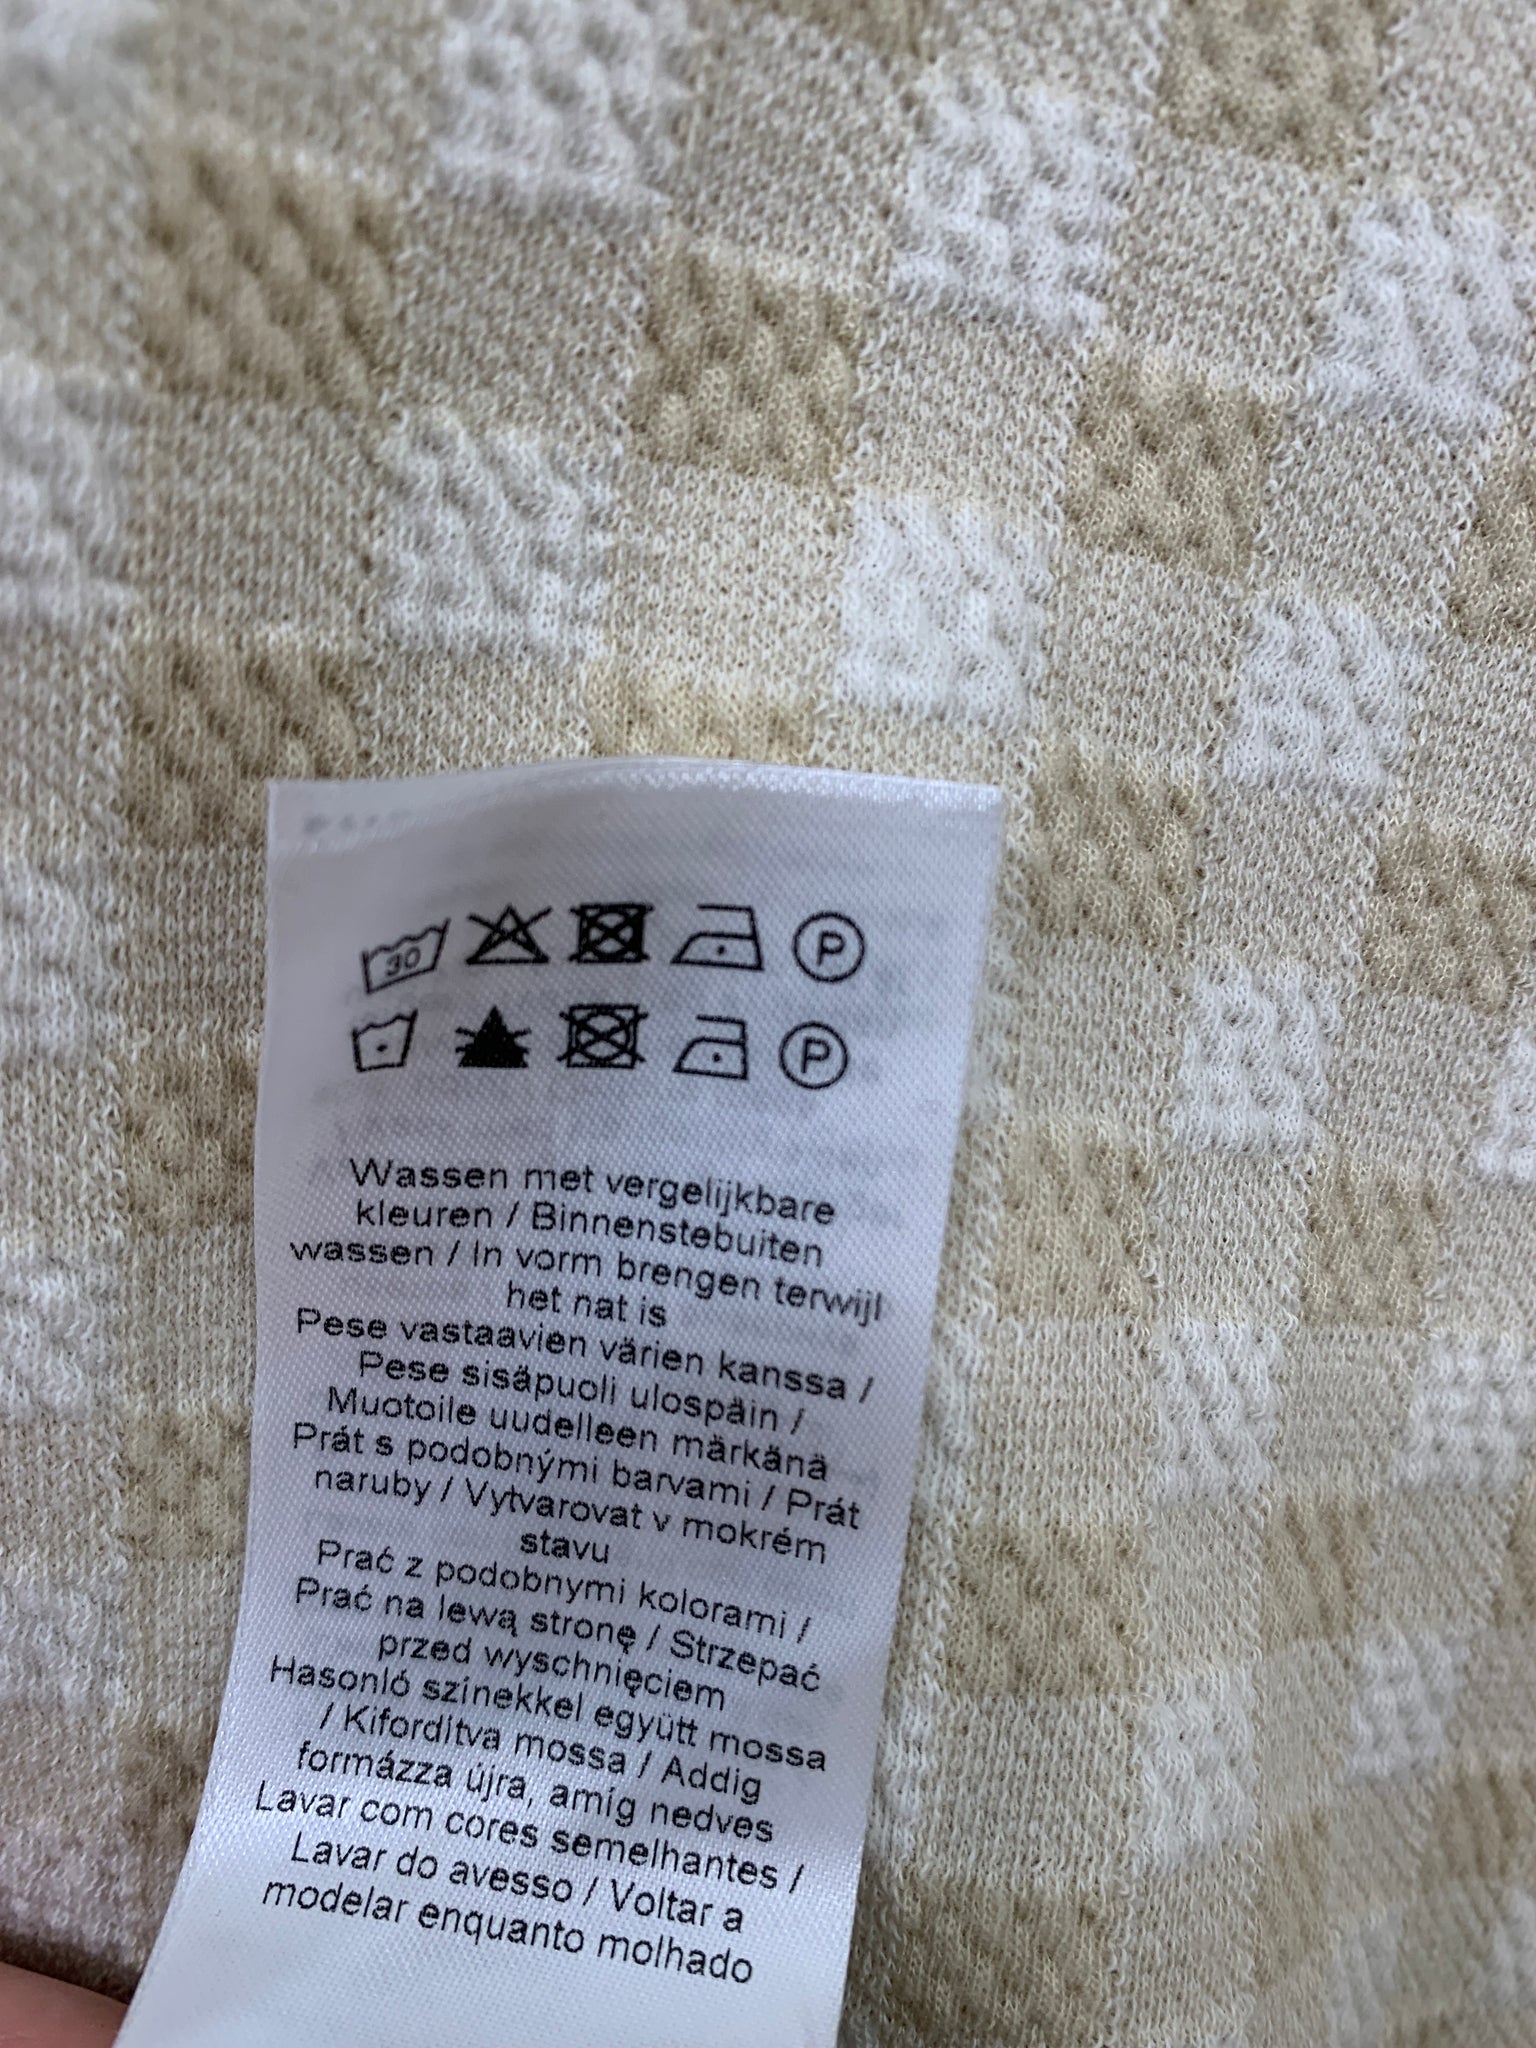 30 P
P
Wassen met vergelijkbare
kleuren / Binnenstebuiten
wassen / In vorm brengen terwijl
het nat is
Pese vastaavien värien kanssa /
Pese sisäpuoli ulospäin /
Muotoile uudelleen märkänä
Prát s podobnými barvami / Prát
naruby / Vytvarovat v mokrém
stavu
Prać z podobnymi kolorami /
Prać na lewą stronę / Strzepać
przed wyschnięciem
Hasonló színekkel együtt mossa
/ Kifordítva mossa / Addig
formázza újra, amíg nedves
Lavar com cores semelhantes /
Lavar do avesso / Voltar a
modelar enquanto molhado